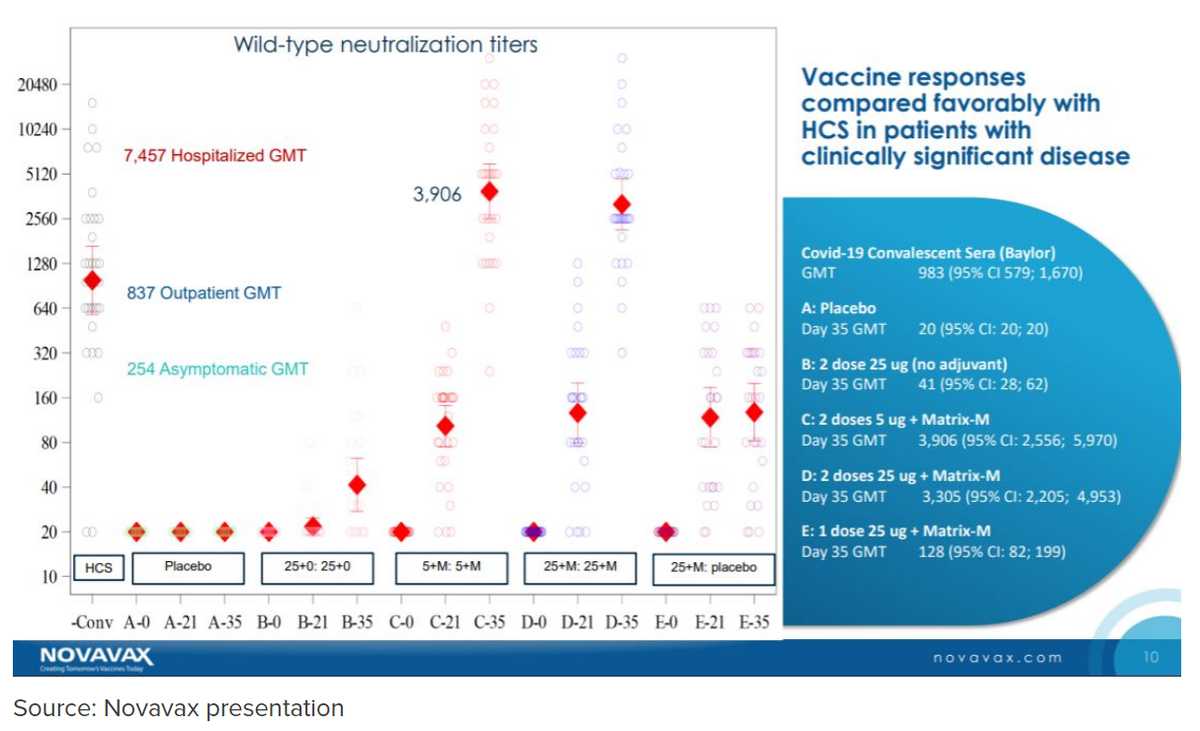 Wild-type neutralization titers
20480
10240
5120
2560
1280
640
320
160
80
40
20
10
7,457 Hospitalized GMT
3,906
837 Outpatient GMT
254 Asymptomatic GMT
HCS
Placebo
25+0: 25+0
5+M: 5+M
25+M: 25+M
25+M: placebo
-Conv A-0 A-21 A-35 B-0 B-21 B-35 C-0 C-21 C-35 D-0 D-21 D-35 E-0 E-21 E-35
Vaccine responses
compared favorably with
HCS in patients with
clinically significant disease
Covid-19 Convalescent Sera (Baylor)
GMT 983 (95% CI 579; 1,670)
A: Placebo
Day 35 GMT 20 (95% CI: 20; 20)
B: 2 dose 25 ug (no adjuvant)
Day 35 GMT 41 (95% CI: 28; 62)
C: 2 doses 5 ug + Matrix-M
Day 35 GMT 3,906 (95% CI: 2,556; 5,970)
D: 2 doses 25 ug + Matrix-M
Day 35 GMT 3,305 (95% CI: 2,205; 4,953)
E: 1 dose 25 ug + Matrix-M
Day 35 GMT 128 (95% CI: 82; 199)
NOVAVAX
Creating Tomorrow's Vaccines Today
novavax.com
10
Source: Novavax presentation